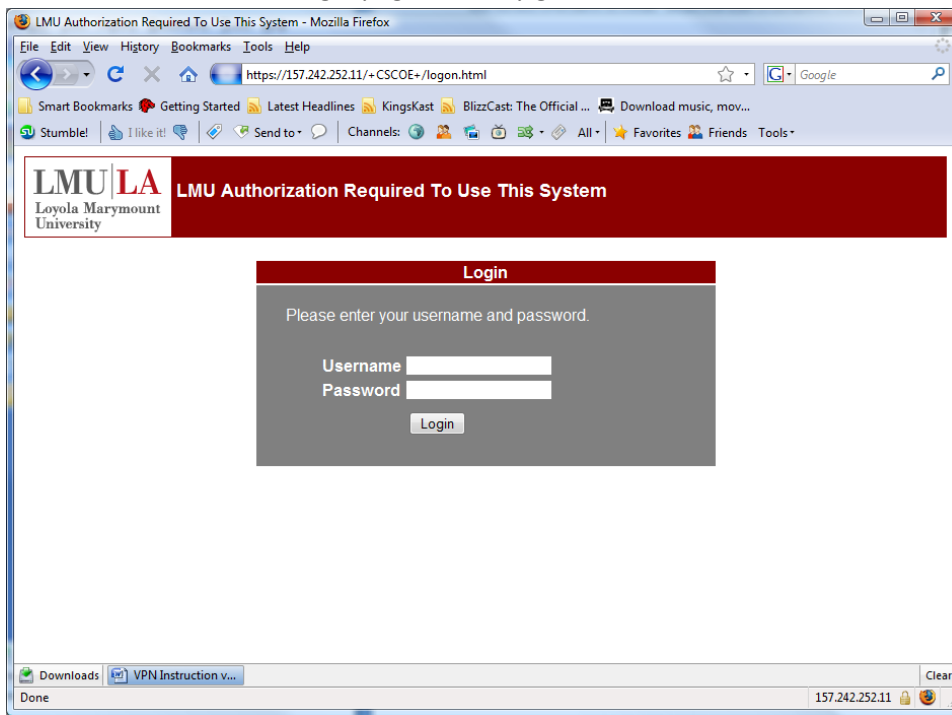 LMU Authorization Required To Use This System - Mozilla Firefox
File Edit View History Bookmarks Tools Help
https://157.242.252.11/+CSCOE+/logon.html
G Google
Smart Bookmarks Getting Started Latest Headlines KingsKast BlizzCast: The Official ... Download music, mov...
Stumble! I like it! Send to Channels: All Favorites Friends Tools
LMU LA
Loyola Marymount
University
LMU Authorization Required To Use This System
Login
Please enter your username and password.
Username
Password
Login
Downloads VPN Instruction v... Clear
Done 157.242.252.11